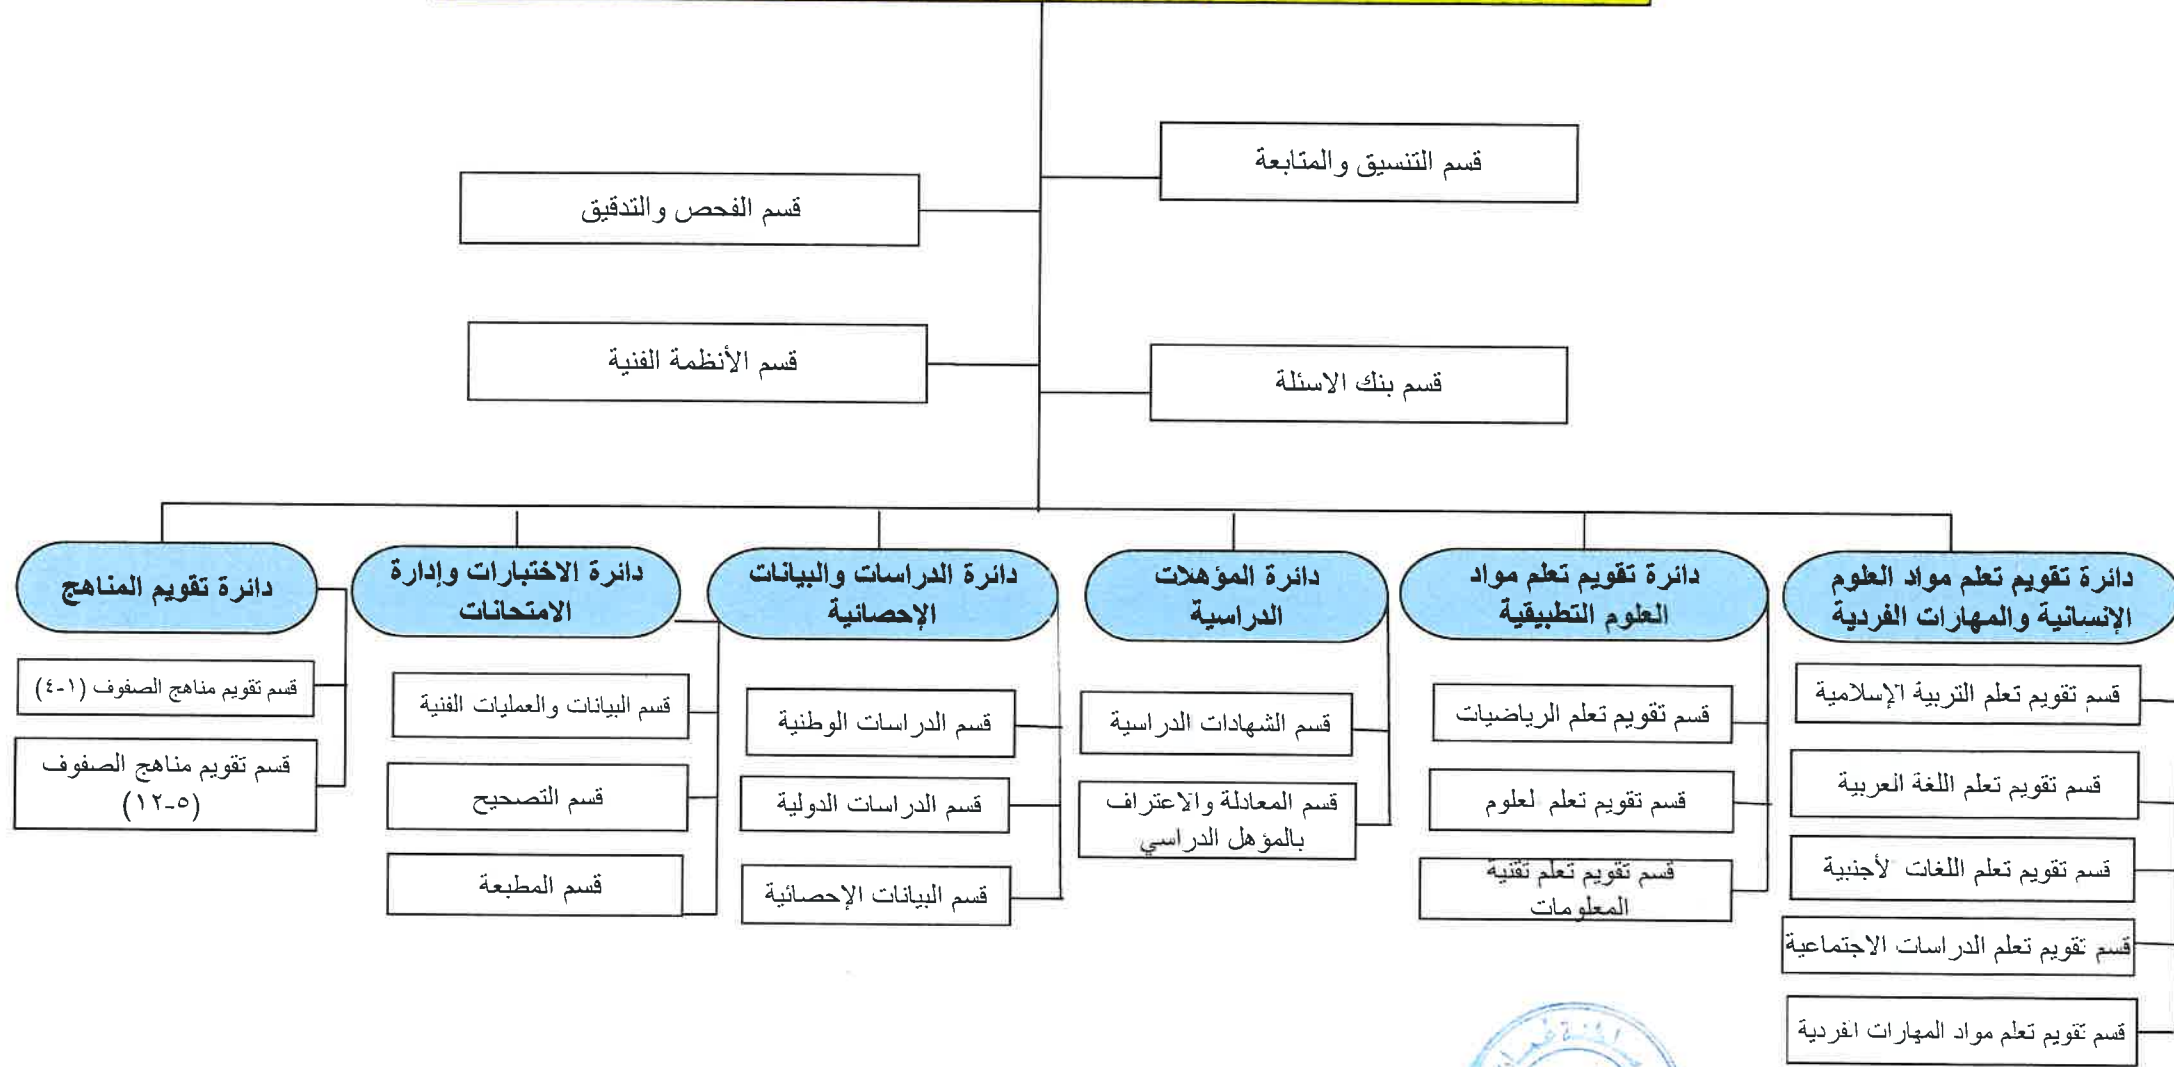 قسم التنسيق والمتابعة
قسم الفحص والتدقيق
قسم الأنظمة الفنية
قسم بنك الاسئلة
دائرة تقويم تعلم مواد العلوم
الإنسانية والمهارات الفردية
قسم تقويم تعلم التربية الإسلامية
قسم تقويم تعلم اللغة العربية
قسم تقويم تعلم اللغات لأجنبية
قسم تقويم تعلم الدراسات الاجتماعية
قسم تقويم تعلم مواد المهارات الفردية
دائرة تقويم تعلم مواد
العلوم التطبيقية
قسم تقويم تعلم الرياضيات
قسم تقويم تعلم لعلوم
قسم تقويم تعلم تقنية
المعلومات
دائرة المؤهلات
الدراسية
قسم الشهادات الدراسية
قسم المعادلة والاعتراف
بالمؤهل الدراسي
دائرة الدراسات والبيانات
الإحصائية
قسم الدراسات الوطنية
قسم الدراسات الدولية
قسم البيانات الإحصائية
دائرة الاختبارات وإدارة
الامتحانات
قسم البيانات والعمليات الفنية
قسم التصحيح
قسم المطبعة
دائرة تقويم المناهج
قسم تقويم مناهج الصفوف (١-٤)
قسم تقويم مناهج الصفوف
(٥-١٢)